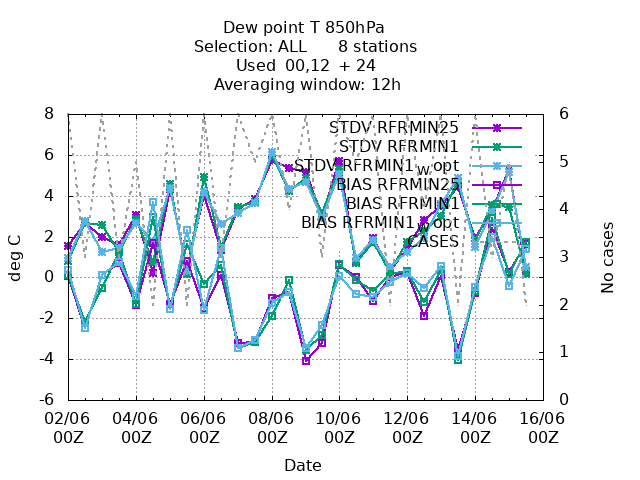 Dew point T 850hPa
Selection: ALL      8 stations
Used  00,12  + 24
Averaging window: 12h
8
6
4
2
0
-2
-4
-6
deg C
6
5
4
3
2
1
0
No cases
STDV RFRMIN25
STDV RFRMIN1
STDV RFRMIN1_w_opt
BIAS RFRMIN25
BIAS RFRMIN1
BIAS RFRMIN1_w_opt
CASES
02/06 04/06 06/06 08/06 10/06 12/06 14/06 16/06
00Z 00Z 00Z 00Z 00Z 00Z 00Z 00Z
Date